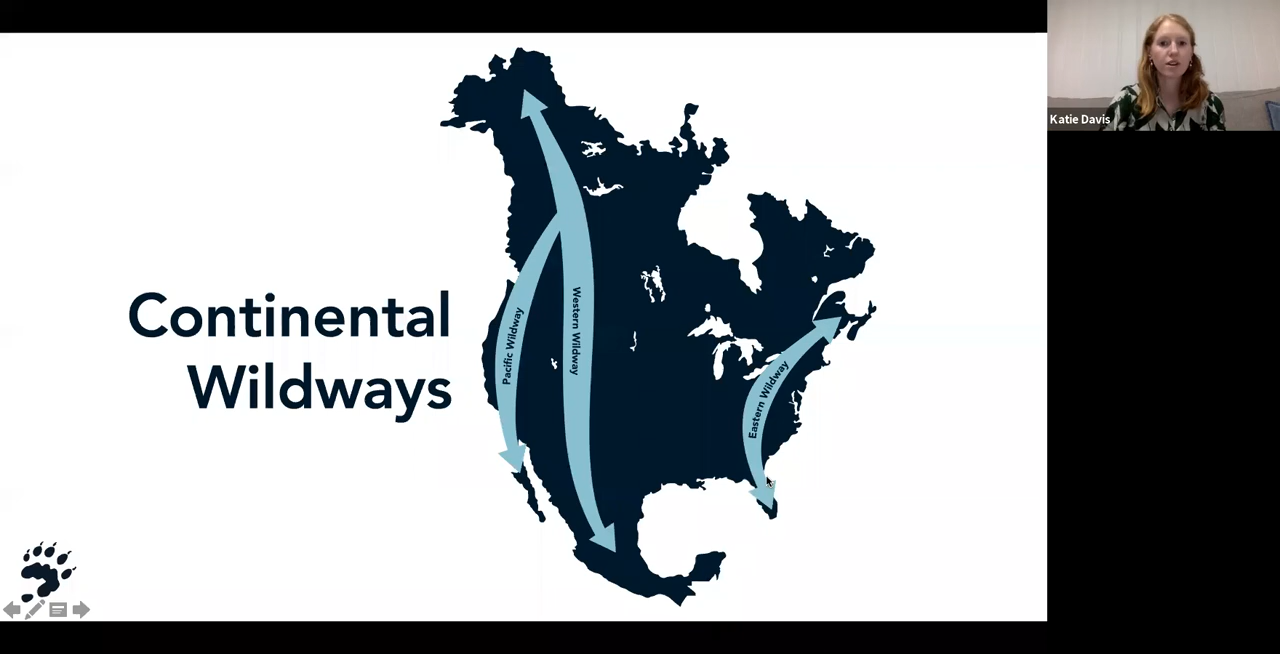 Continental
Wildways
Pacific Wildway
Western Wildway
Eastern Wildway
Katie Davis